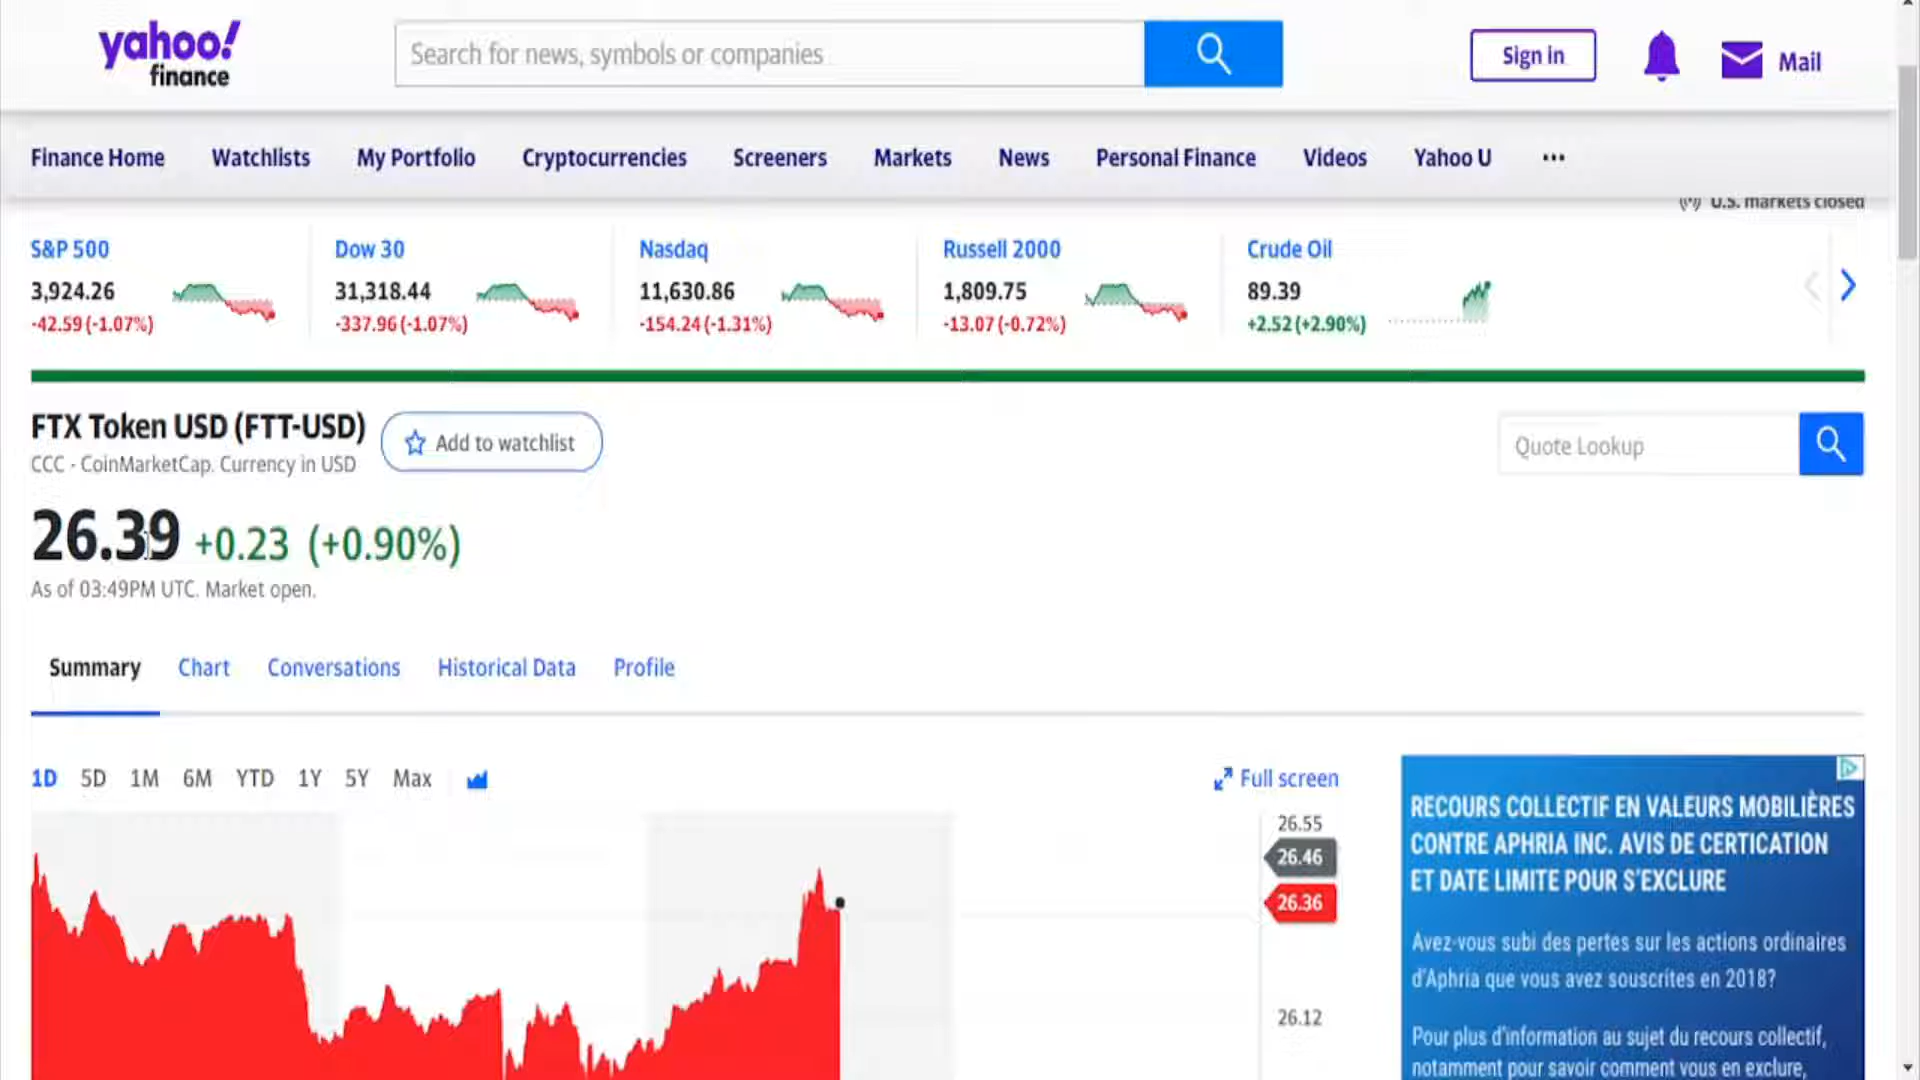 yahoo!
finance
Search for news, symbols or companies
Sign in
Mail
Finance Home Watchlists My Portfolio Cryptocurrencies Screeners Markets News Personal Finance Videos Yahoo U ...
U.S. markets closed
S&P 500
3,924.26
-42.59 (-1.07%)
Dow 30
31,318.44
-337.96 (-1.07%)
Nasdaq
11,630.86
-154.24 (-1.31%)
Russell 2000
1,809.75
-13.07 (-0.72%)
Crude Oil
89.39
+2.52 (+2.90%)
FTX Token USD (FTT-USD)
CCC - CoinMarketCap. Currency in USD
Add to watchlist
Quote Lookup
26.39 +0.23 (+0.90%)
As of 03:49PM UTC. Market open.
Summary Chart Conversations Historical Data Profile
1D 5D 1M 6M YTD 1Y 5Y Max
Full screen
26.55
26.46
26.36
26.12
RECOURS COLLECTIF EN VALEURS MOBILIÈRES
CONTRE APHRIA INC. AVIS DE CERTICATION
ET DATE LIMITE POUR S'EXCLURE
Avez-vous subi des pertes sur les actions ordinaires
d'Aphria que vous avez souscrites en 2018?
Pour plus d'information au sujet du recours collectif,
notamment pour savoir comment vous en exclure,